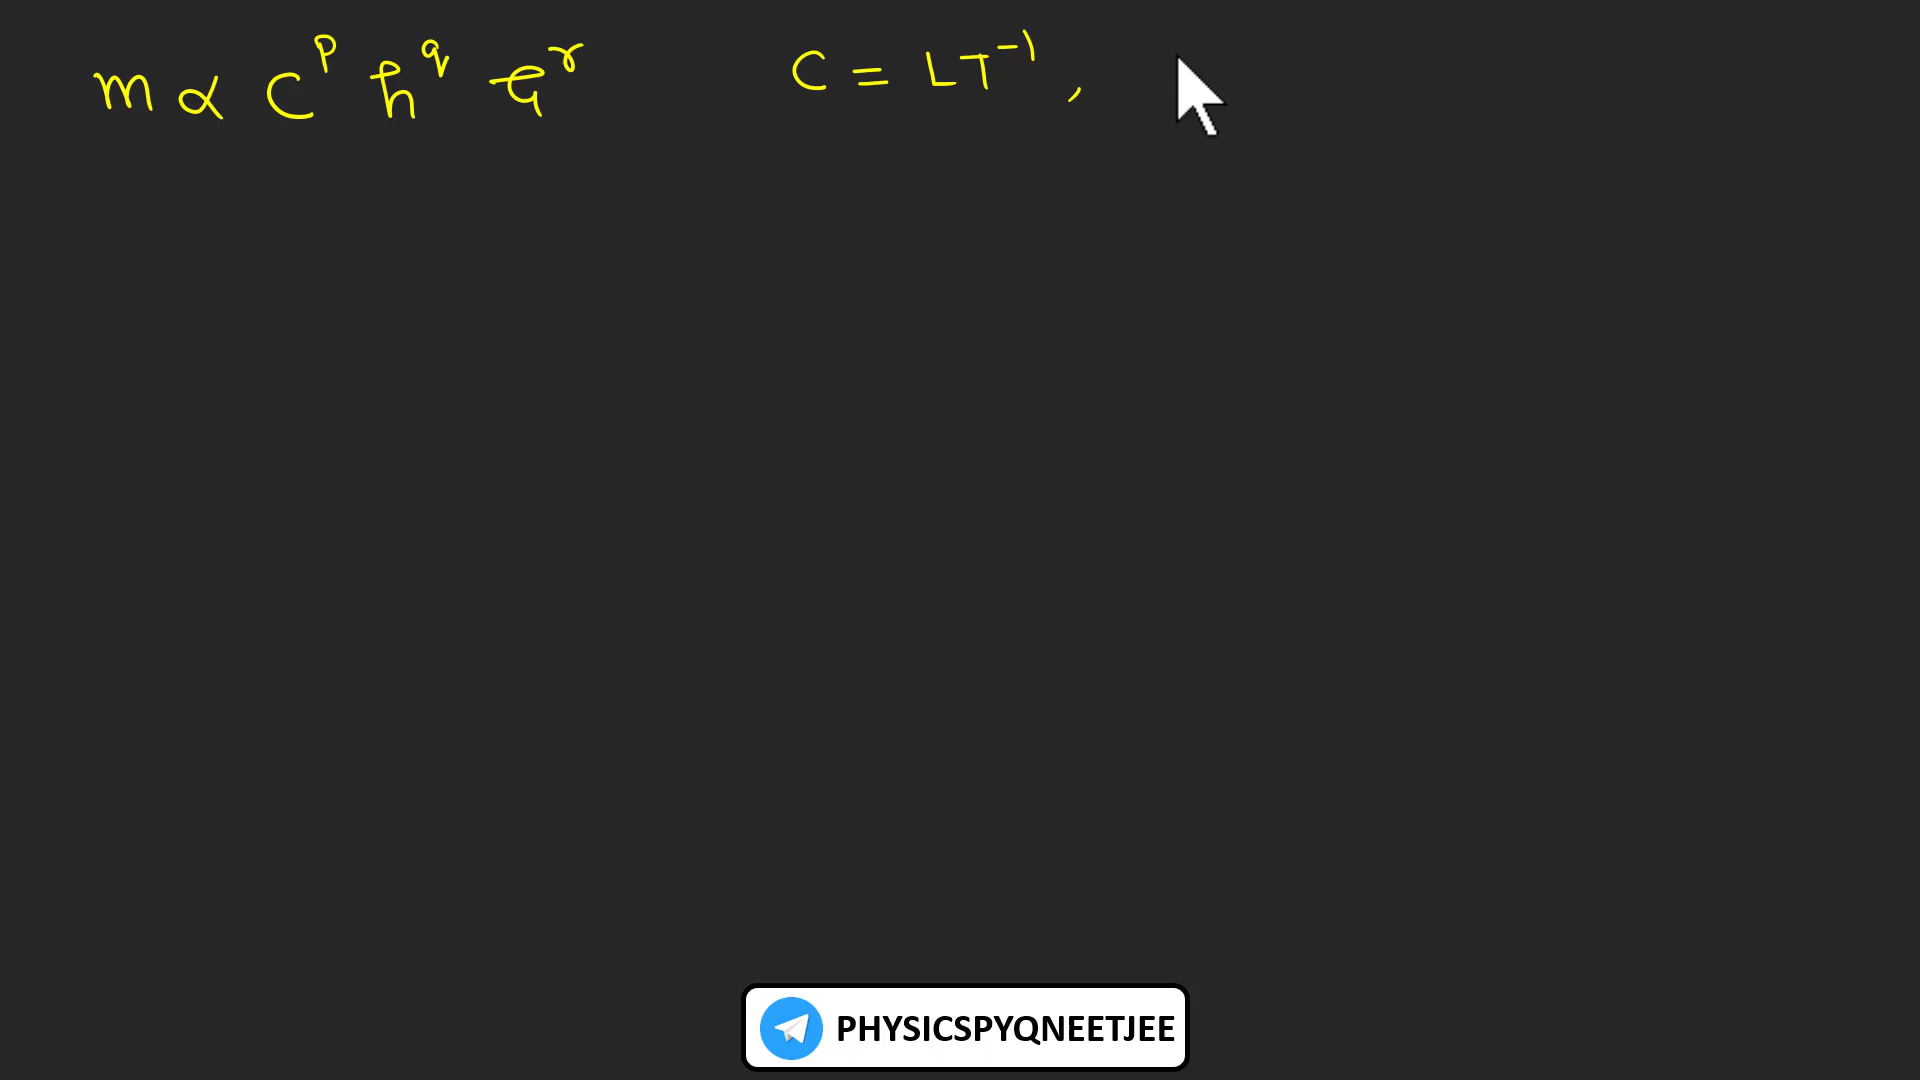 m ∝ C^p ħ^q G^r    C = LT^-1 ,
PHYSICSPYQNEETJEE